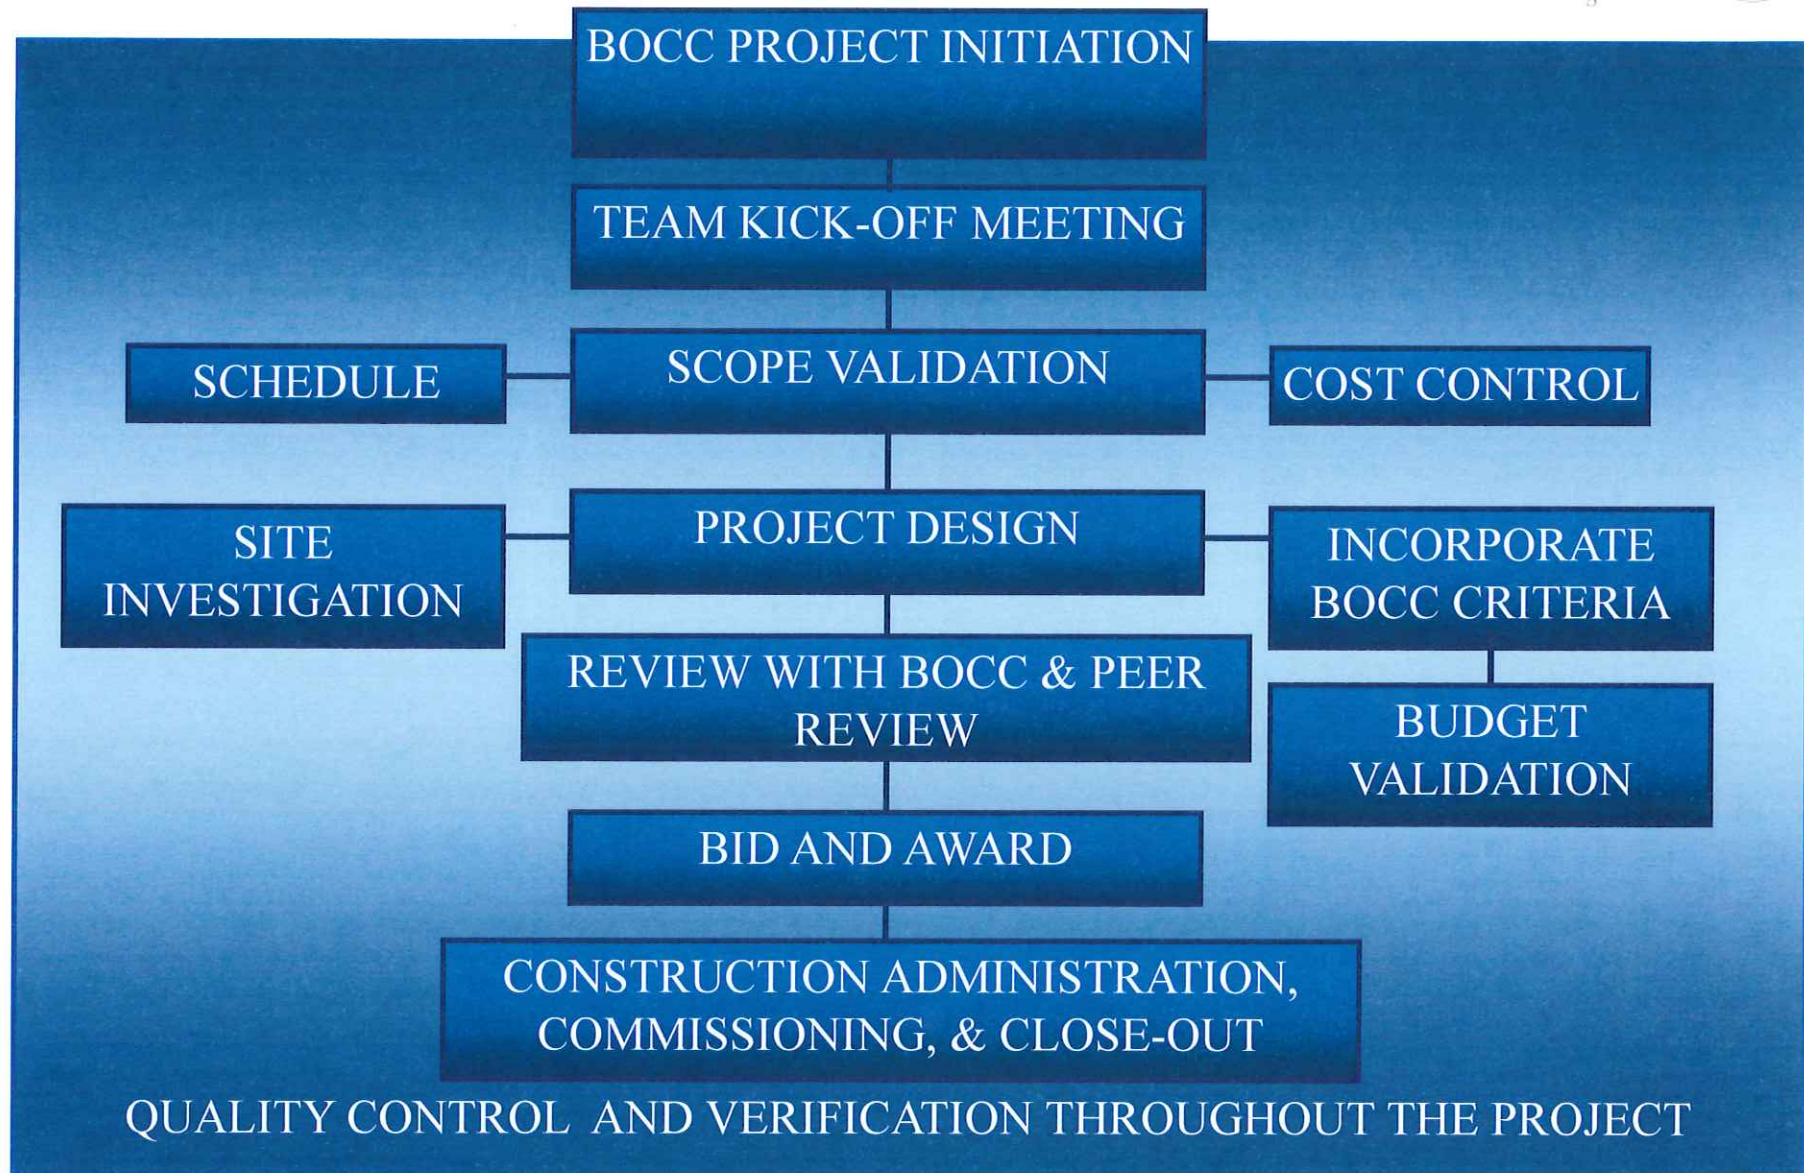 BOCC PROJECT INITIATION
TEAM KICK-OFF MEETING
SCHEDULE
SCOPE VALIDATION
COST CONTROL
SITE
INVESTIGATION
PROJECT DESIGN
INCORPORATE
BOCC CRITERIA
REVIEW WITH BOCC & PEER
REVIEW
BUDGET
VALIDATION
BID AND AWARD
CONSTRUCTION ADMINISTRATION,
COMMISSIONING, & CLOSE-OUT
QUALITY CONTROL AND VERIFICATION THROUGHOUT THE PROJECT